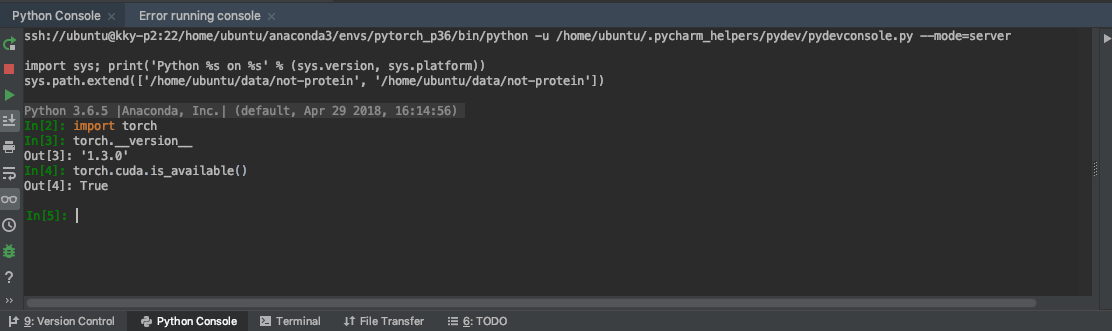 Python Console × Error running console ×
ssh://ubuntu@kky-p2:22/home/ubuntu/anaconda3/envs/pytorch_p36/bin/python -u /home/ubuntu/.pycharm_helpers/pydev/pydevconsole.py --mode=server
import sys; print('Python %s on %s' % (sys.version, sys.platform))
sys.path.extend(['/home/ubuntu/data/not-protein', '/home/ubuntu/data/not-protein'])
Python 3.6.5 |Anaconda, Inc.| (default, Apr 29 2018, 16:14:56)
In[2]: import torch
In[3]: torch.__version__
Out[3]: '1.3.0'
In[4]: torch.cuda.is_available()
Out[4]: True
In[5]:
9: Version Control Python Console Terminal File Transfer 6: TODO